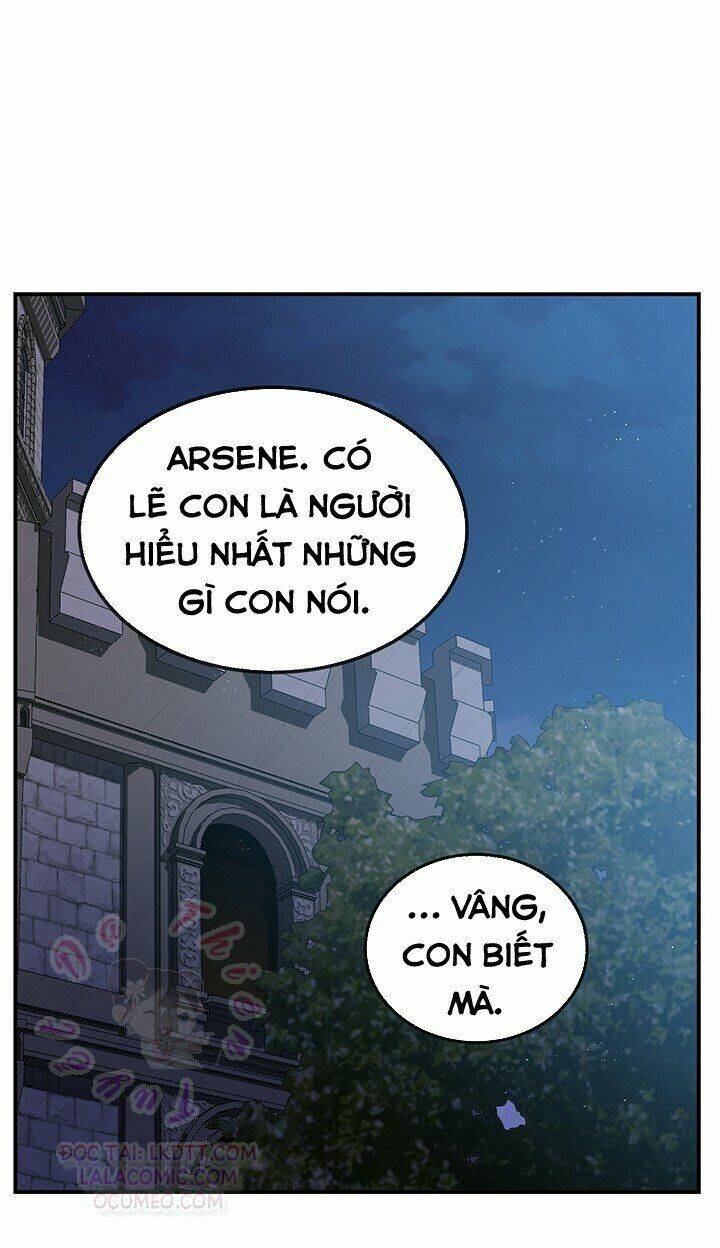 ARSENE. CÓ
LẼ CON LÀ NGƯỜI
HIỂU NHẤT NHỮNG
GÌ CON NÓI.
... VÂNG,
CON BIẾT
MÀ.
ĐỌC TẠI: LKDTT.COM
LALACOMIC.COM
OCUMEO.COM